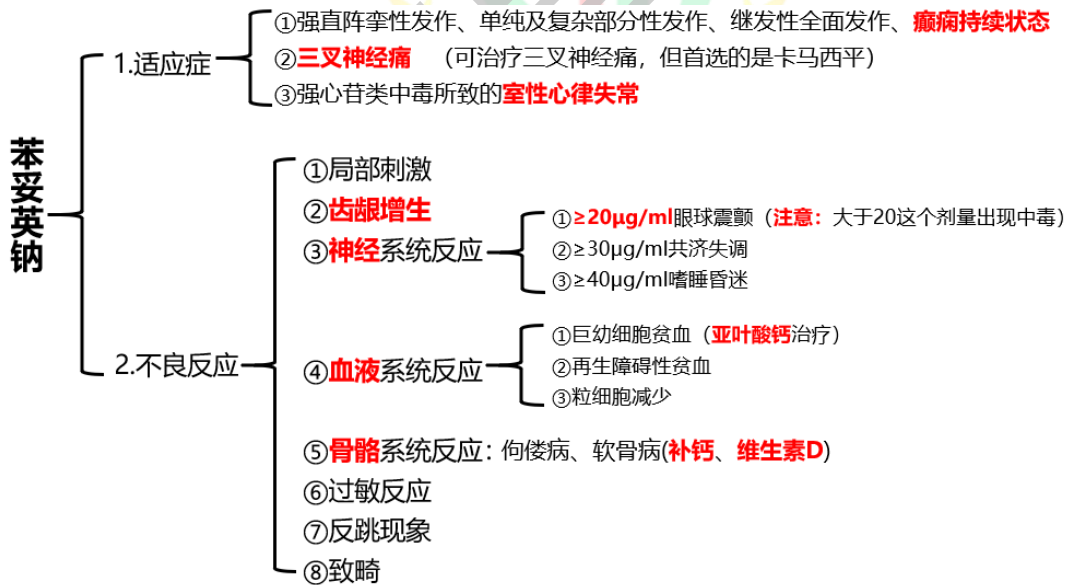 苯妥英钠
1.适应症
①强直阵挛性发作、单纯及复杂部分性发作、继发性全面发作、癫痫持续状态
②三叉神经痛 （可治疗三叉神经痛，但首选的是卡马西平）
③强心苷类中毒所致的室性心律失常
2.不良反应
①局部刺激
②齿龈增生
③神经系统反应
①≥20μg/ml眼球震颤（注意：大于20这个剂量出现中毒）
②≥30μg/ml共济失调
③≥40μg/ml嗜睡昏迷
④血液系统反应
①巨幼细胞贫血（亚叶酸钙治疗）
②再生障碍性贫血
③粒细胞减少
⑤骨骼系统反应：佝偻病、软骨病(补钙、维生素D)
⑥过敏反应
⑦反跳现象
⑧致畸